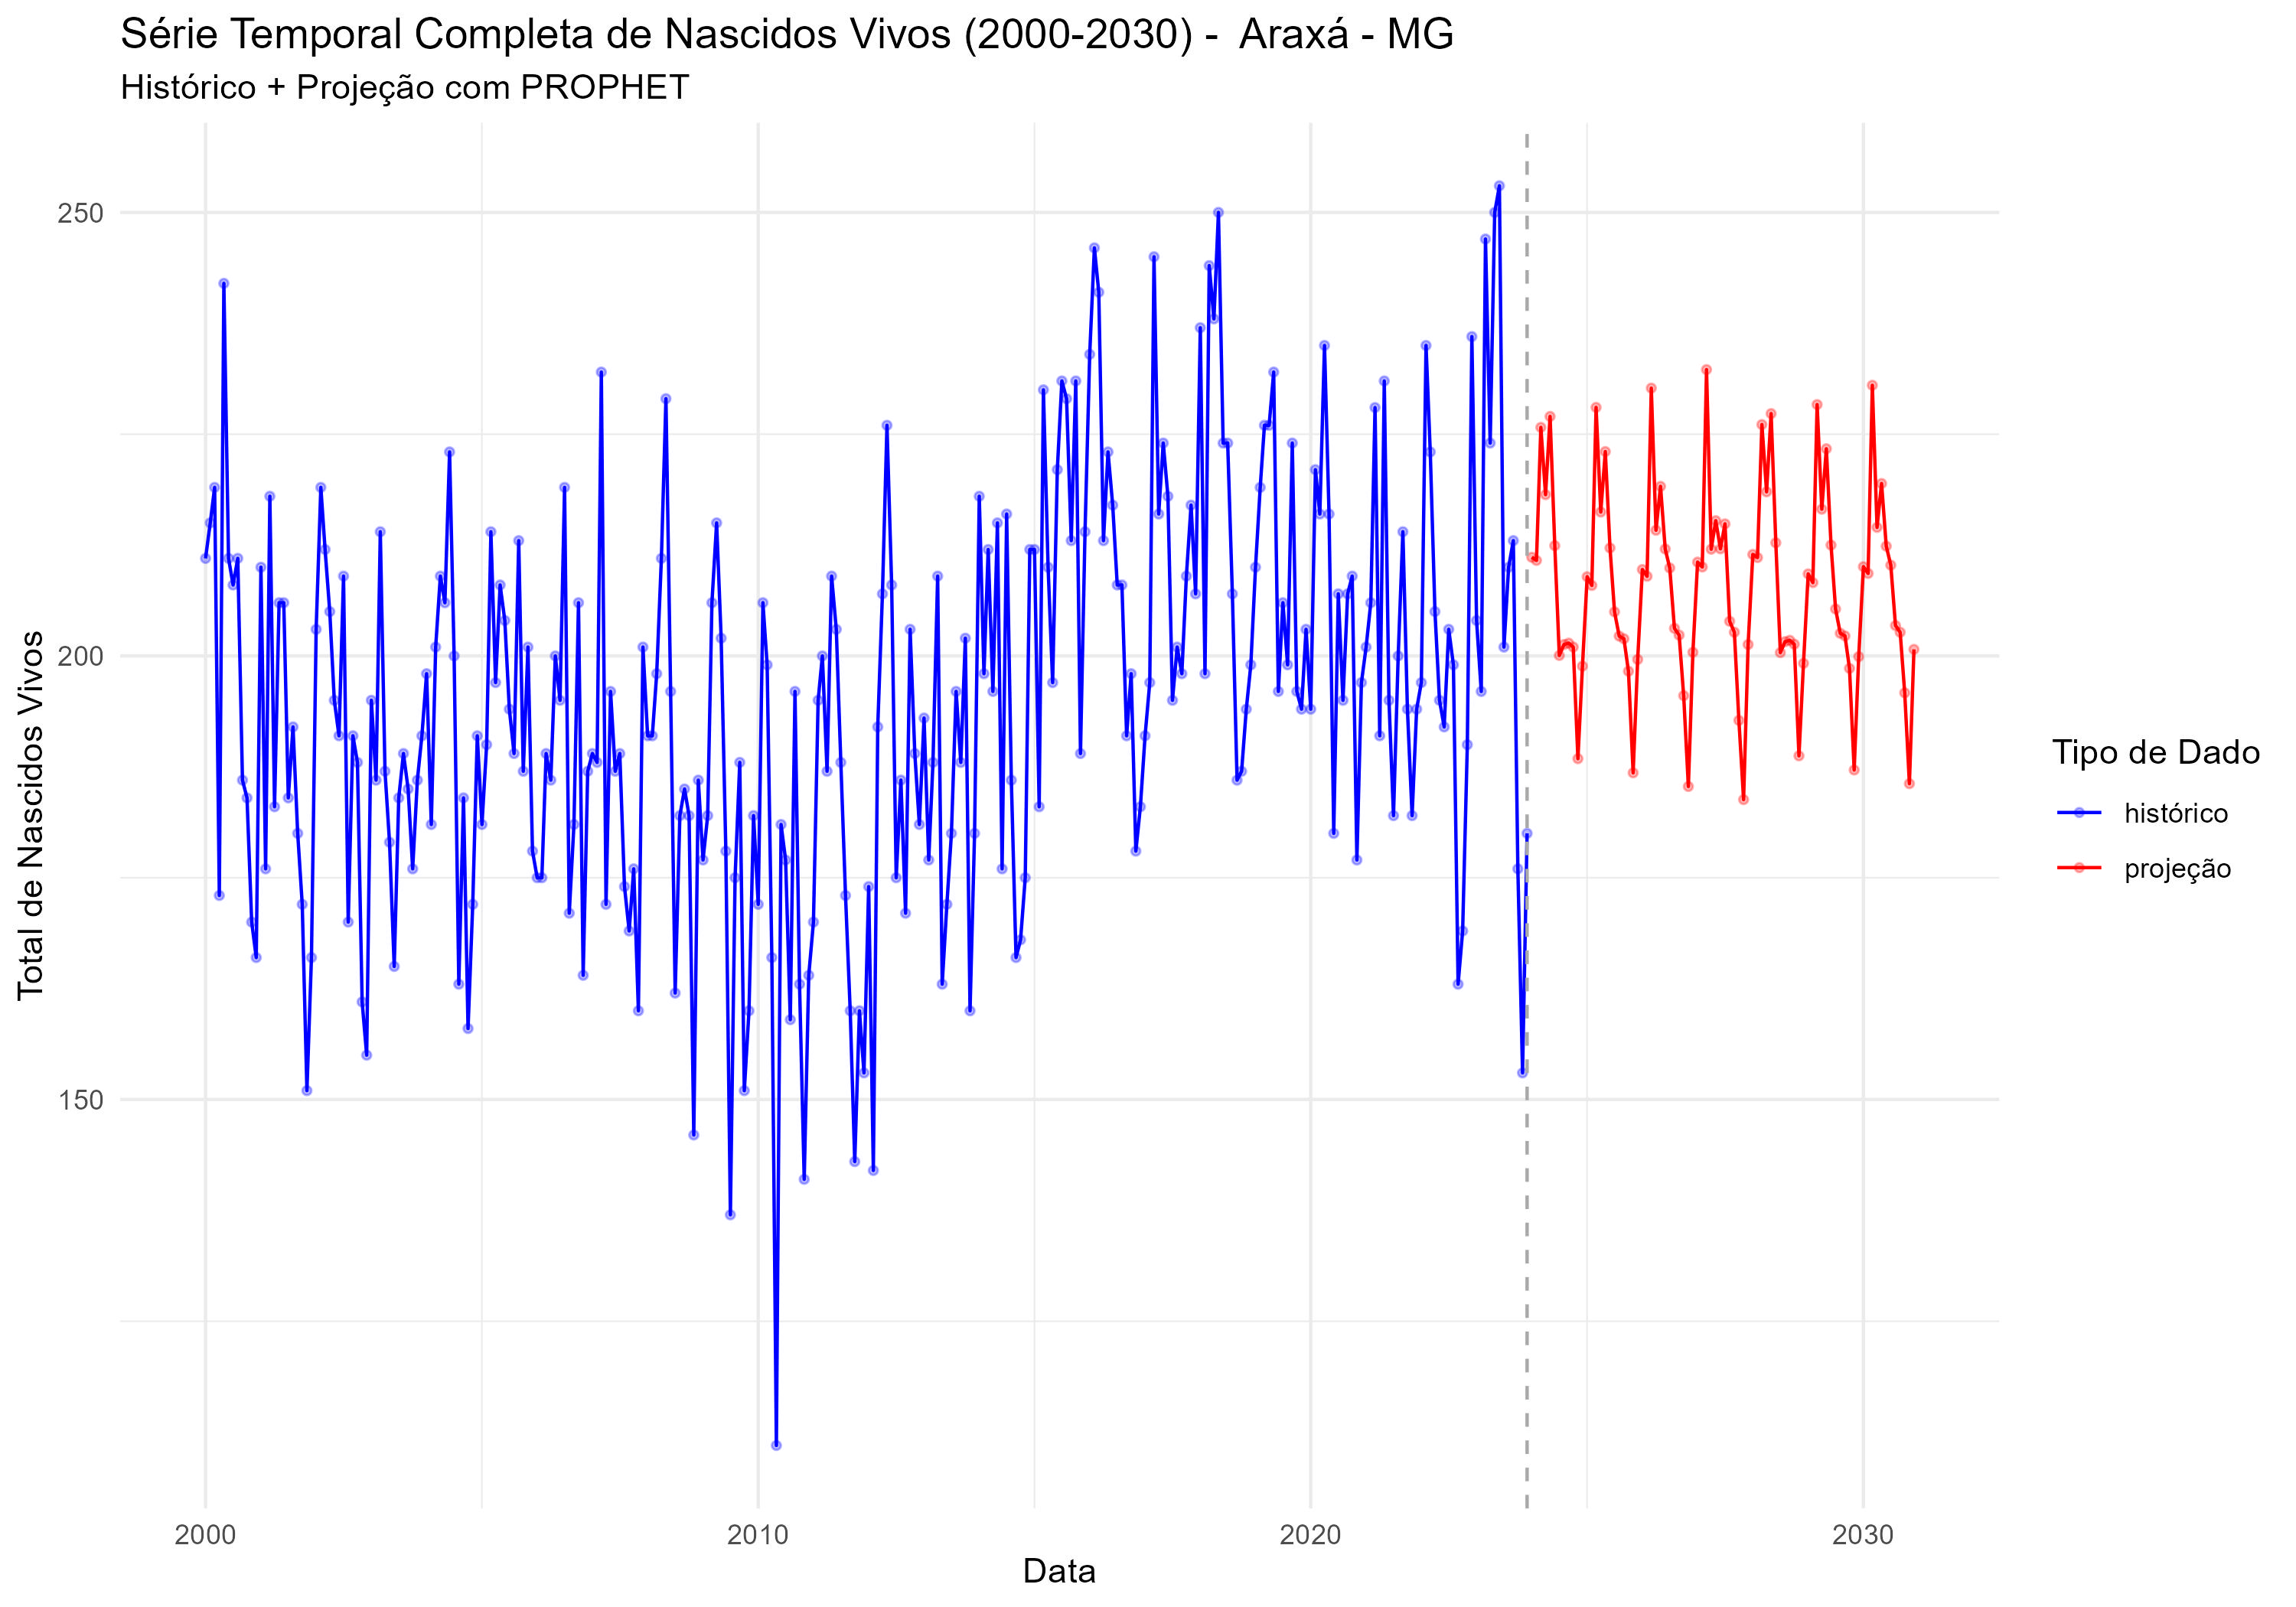 Série Temporal Completa de Nascidos Vivos (2000-2030) -  Araxá - MG
Histórico + Projeção com PROPHET
Total de Nascidos Vivos
250
200
150
2000
2010
2020
2030
Data
Tipo de Dado
histórico
projeção